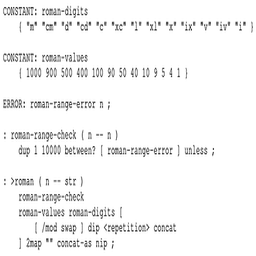 CONSTANT: roman-digits
{ "m" "cm" "d" "cd" "c" "xc" "l" "xl" "x" "ix" "v" "iv" "i" }
CONSTANT: roman-values
{ 1000 900 500 400 100 90 50 40 10 9 5 4 1 }
ERROR: roman-range-error n ;
: roman-range-check ( n -- n )
dup 1 10000 between? [ roman-range-error ] unless ;
: >roman ( n -- str )
roman-range-check
roman-values roman-digits [
[ /mod swap ] dip <repetition> concat
] 2map "" concat-as nip ;